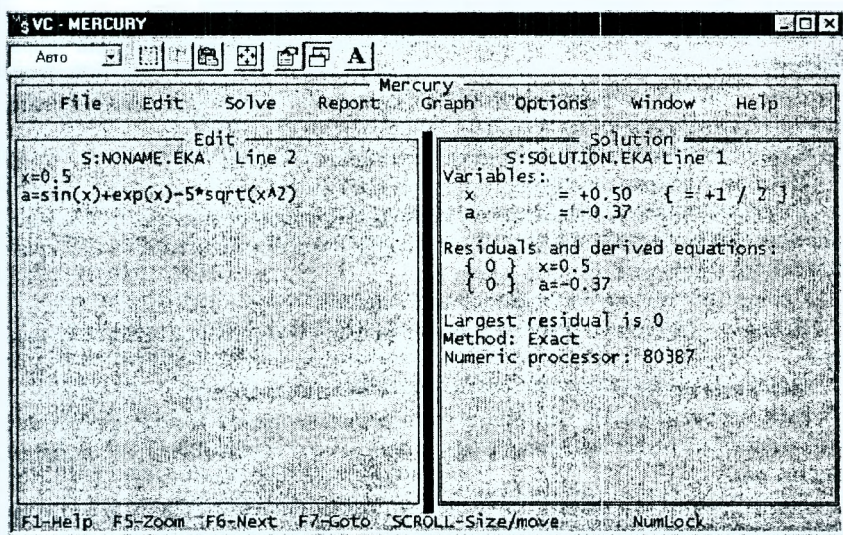 VC - MERCURY
Авто
A
Mercury
File Edit Solve Report Graph Options Window Help
Edit
S:NONAME.EKA Line 2
x=0.5
a=sin(x)+exp(x)-5*sqrt(x^2)
Solution
S:SOLUTION.EKA Line 1
Variables:
x = +0.50 { = +1 / 2 }
a = -0.37
Residuals and derived equations:
{ 0 } x=0.5
{ 0 } a=-0.37
Largest residual is 0
Method: Exact
Numeric processor: 80387
F1-Help F5-Zoom F6-Next F7-Goto SCROLL-Size/move NumLock